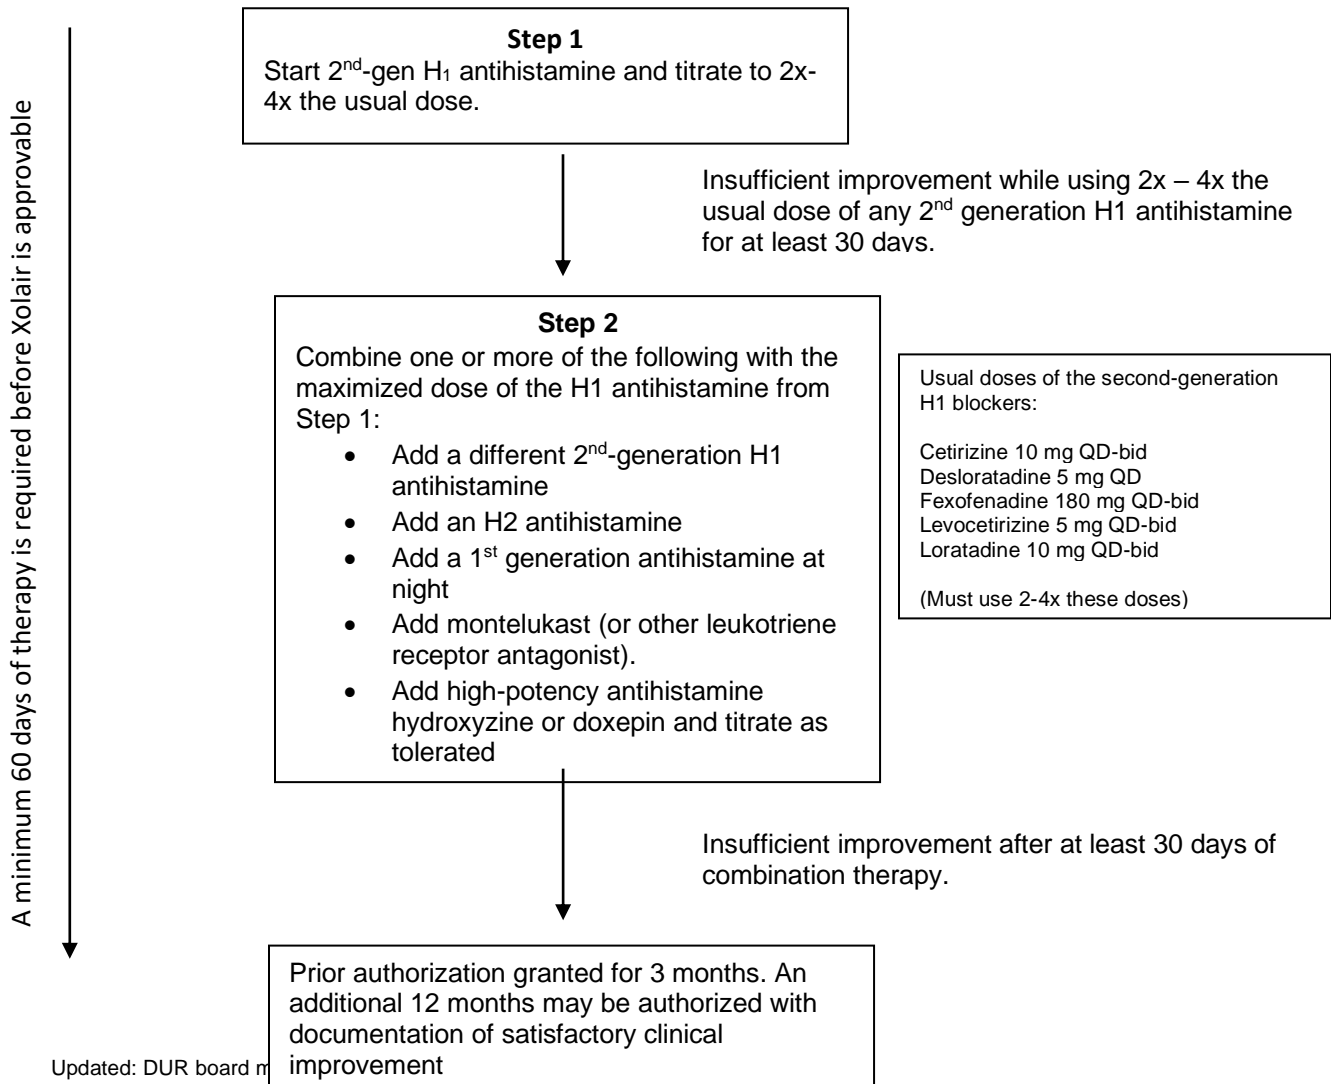 A minimum 60 days of therapy is required before Xolair is approvable
Step 1
Start 2nd-gen H1 antihistamine and titrate to 2x-
4x the usual dose.
Insufficient improvement while using 2x – 4x the
usual dose of any 2nd generation H1 antihistamine
for at least 30 days.
Step 2
Combine one or more of the following with the
maximized dose of the H1 antihistamine from
Step 1:
• Add a different 2nd-generation H1
antihistamine
• Add an H2 antihistamine
• Add a 1st generation antihistamine at
night
• Add montelukast (or other leukotriene
receptor antagonist).
• Add high-potency antihistamine
hydroxyzine or doxepin and titrate as
tolerated
Usual doses of the second-generation
H1 blockers:
Cetirizine 10 mg QD-bid
Desloratadine 5 mg QD
Fexofenadine 180 mg QD-bid
Levocetirizine 5 mg QD-bid
Loratadine 10 mg QD-bid
(Must use 2-4x these doses)
Insufficient improvement after at least 30 days of
combination therapy.
Prior authorization granted for 3 months. An
additional 12 months may be authorized with
documentation of satisfactory clinical
improvement
Updated: DUR board